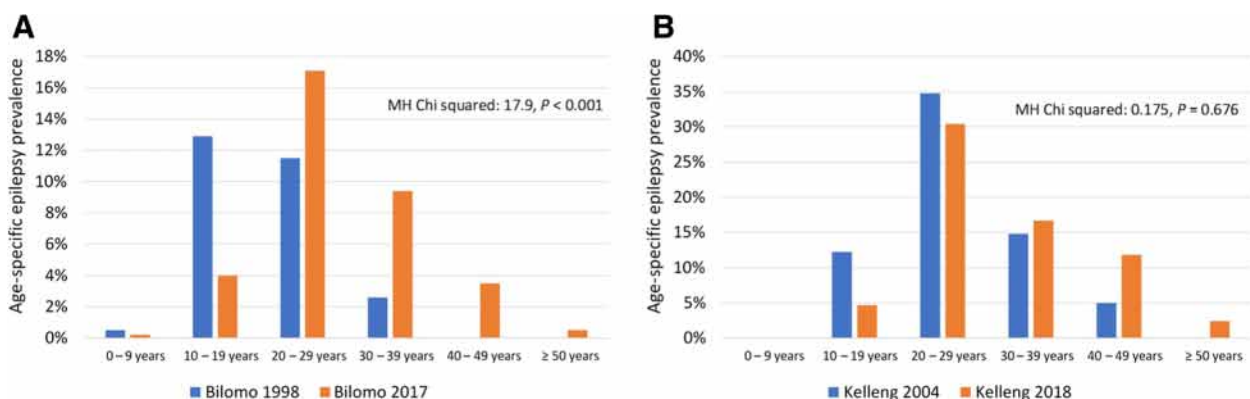 A
Age-specific epilepsy prevalence
18%
16%
14%
12%
10%
8%
6%
4%
2%
0%
MH Chi squared: 17.9, P < 0.001
0 – 9 years 10 – 19 years 20 – 29 years 30 – 39 years 40 – 49 years ≥ 50 years
Bilomo 1998 Bilomo 2017
B
Age-specific epilepsy prevalence
40%
35%
30%
25%
20%
15%
10%
5%
0%
MH Chi squared: 0.175, P = 0.676
0 – 9 years 10 – 19 years 20 – 29 years 30 – 39 years 40 – 49 years ≥ 50 years
Kelleng 2004 Kelleng 2018